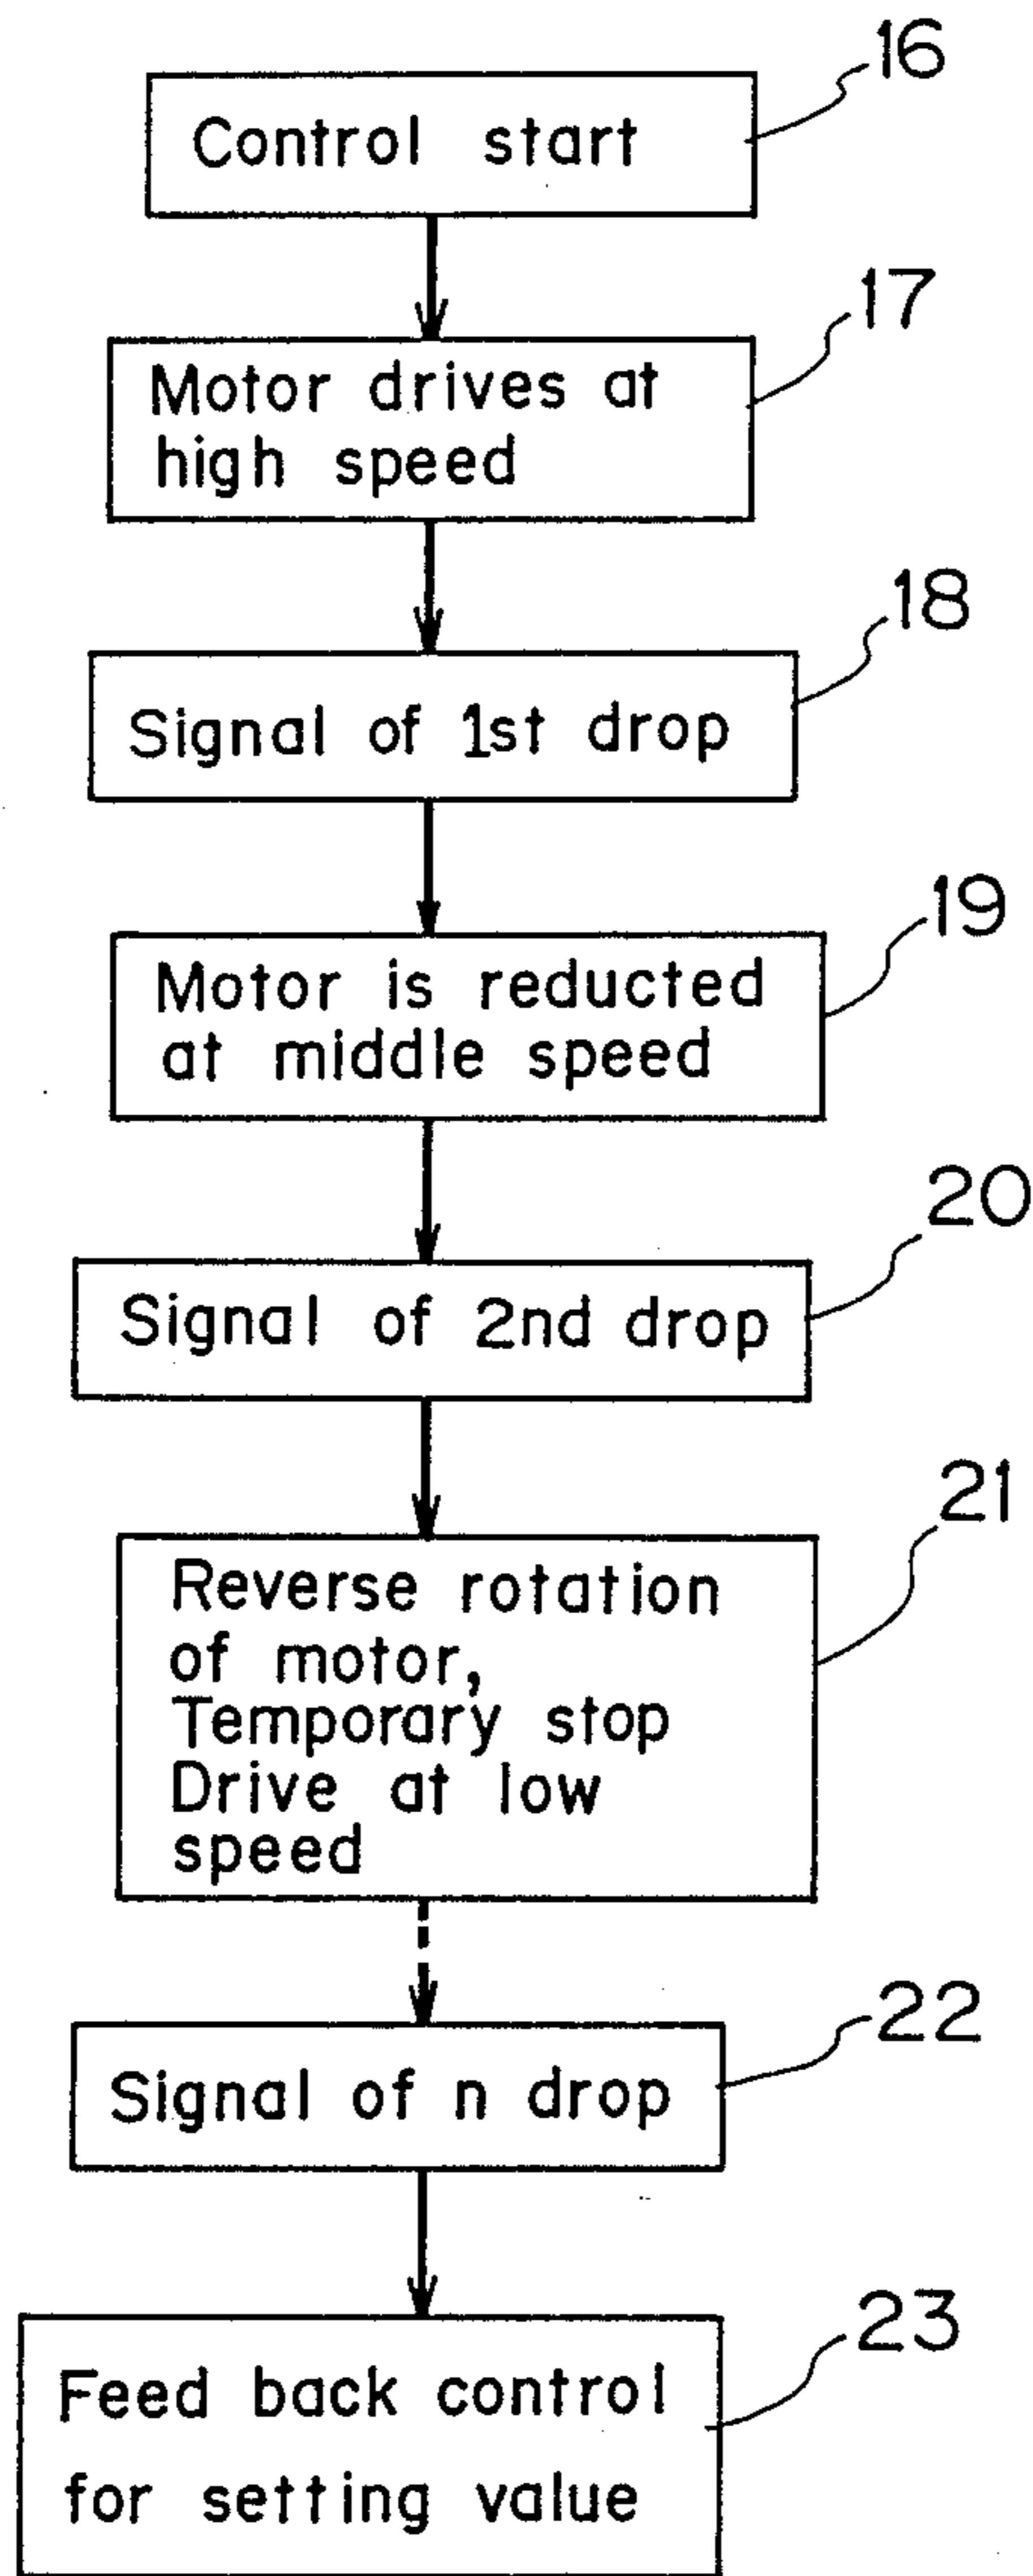 16
Control start
17
Motor drives at
high speed
18
Signal of 1st drop
19
Motor is reducted
at middle speed
20
Signal of 2nd drop
21
Reverse rotation
of motor,
Temporary stop
Drive at low
speed
22
Signal of n drop
23
Feed back control
for setting value